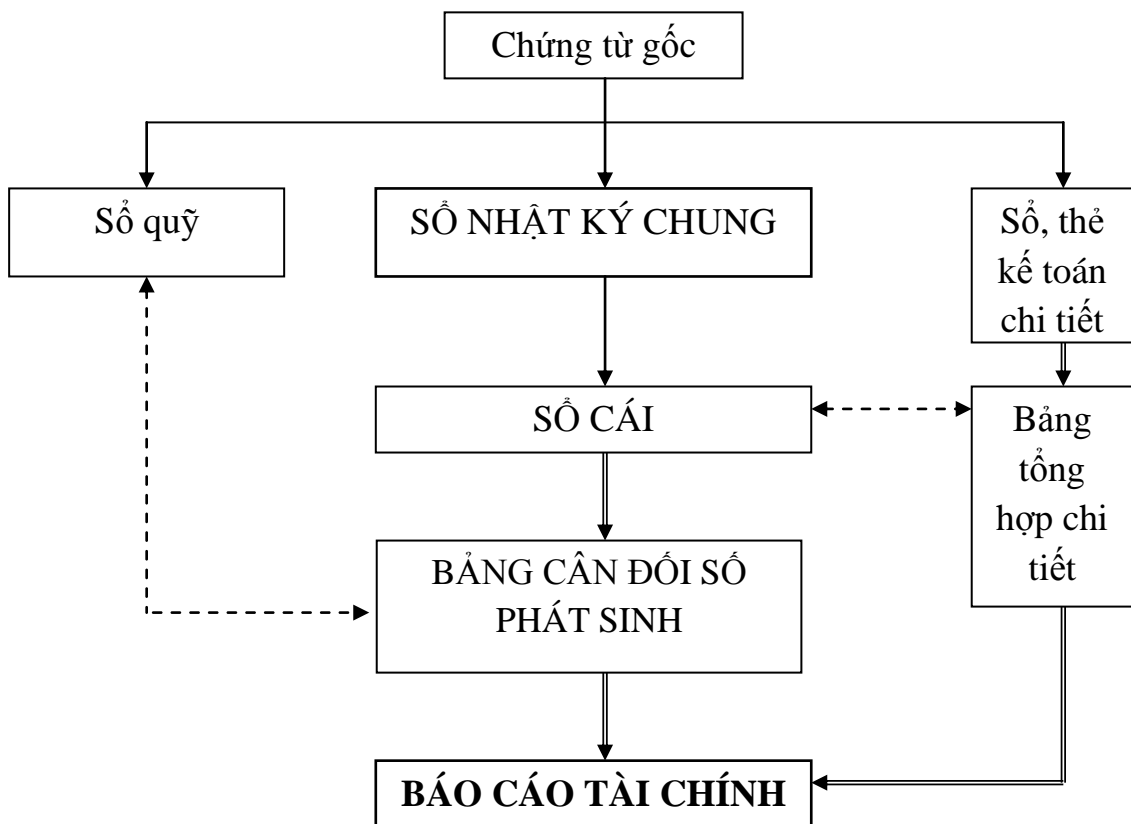 Chứng từ gốc
Sổ quỹ
SỔ NHẬT KÝ CHUNG
Sổ, thẻ
kế toán
chi tiết
SỔ CÁI
Bảng
tổng
hợp chi
tiết
BẢNG CÂN ĐỐI SỐ
PHÁT SINH
BÁO CÁO TÀI CHÍNH